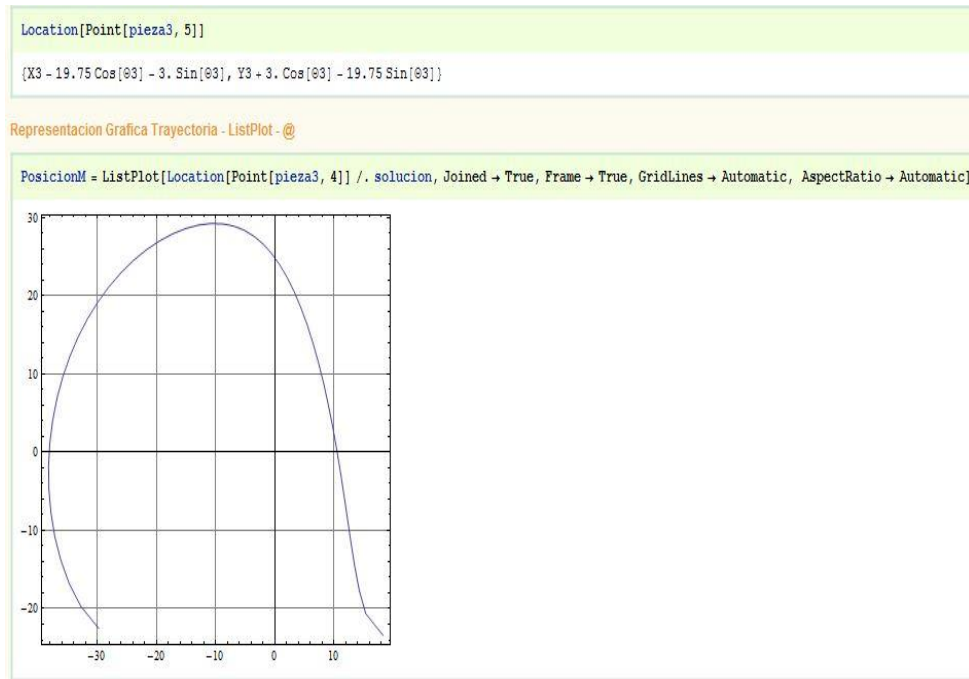 Location[Point[pieza3, 5]]
{X3 - 19.75 Cos[θ3] - 3. Sin[θ3], Y3 + 3. Cos[θ3] - 19.75 Sin[θ3]}
Representacion Grafica Trayectoria - ListPlot - @
PosicionM = ListPlot[Location[Point[pieza3, 4]] /. solucion, Joined → True, Frame → True, GridLines → Automatic, AspectRatio → Automatic]
30
20
10
0
-10
-20
-30 -20 -10 0 10